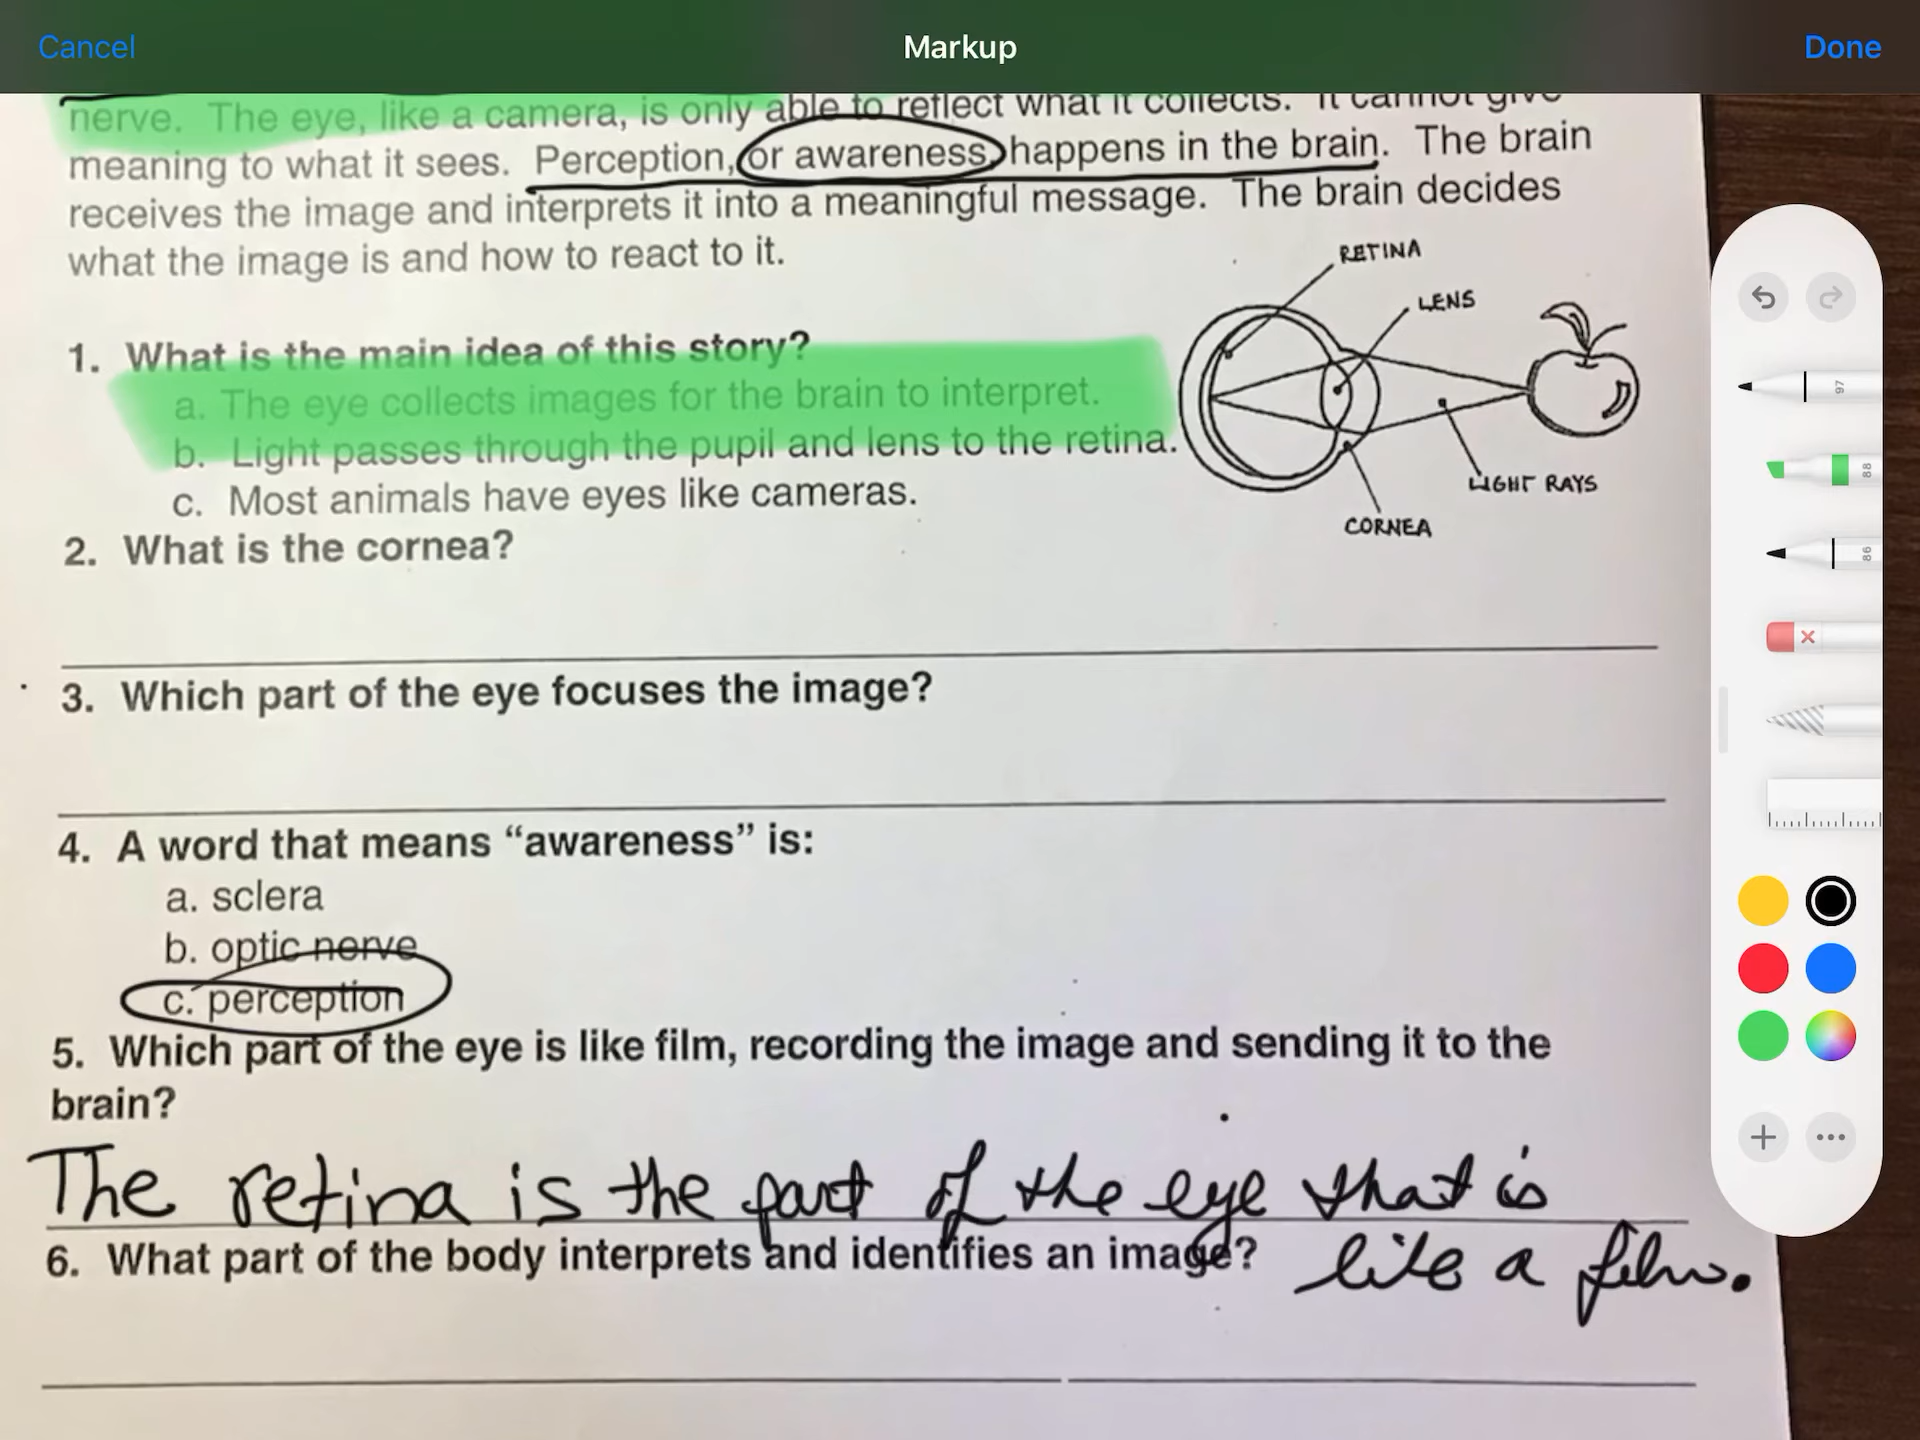 Cancel
Markup
Done
nerve. The eye, like a camera, is only able to reflect what it collects. It cannot give
meaning to what it sees. Perception, or awareness, happens in the brain. The brain
receives the image and interprets it into a meaningful message. The brain decides
what the image is and how to react to it.
RETINA
LENS
LIGHT RAYS
CORNEA
1. What is the main idea of this story?
a. The eye collects images for the brain to interpret.
b. Light passes through the pupil and lens to the retina.
c. Most animals have eyes like cameras.
2. What is the cornea?
3. Which part of the eye focuses the image?
4. A word that means “awareness” is:
a. sclera
b. optic nerve
c. perception
5. Which part of the eye is like film, recording the image and sending it to the
brain?
The retina is the part of the eye that is
like a film.
6. What part of the body interprets and identifies an image?
97
88
86